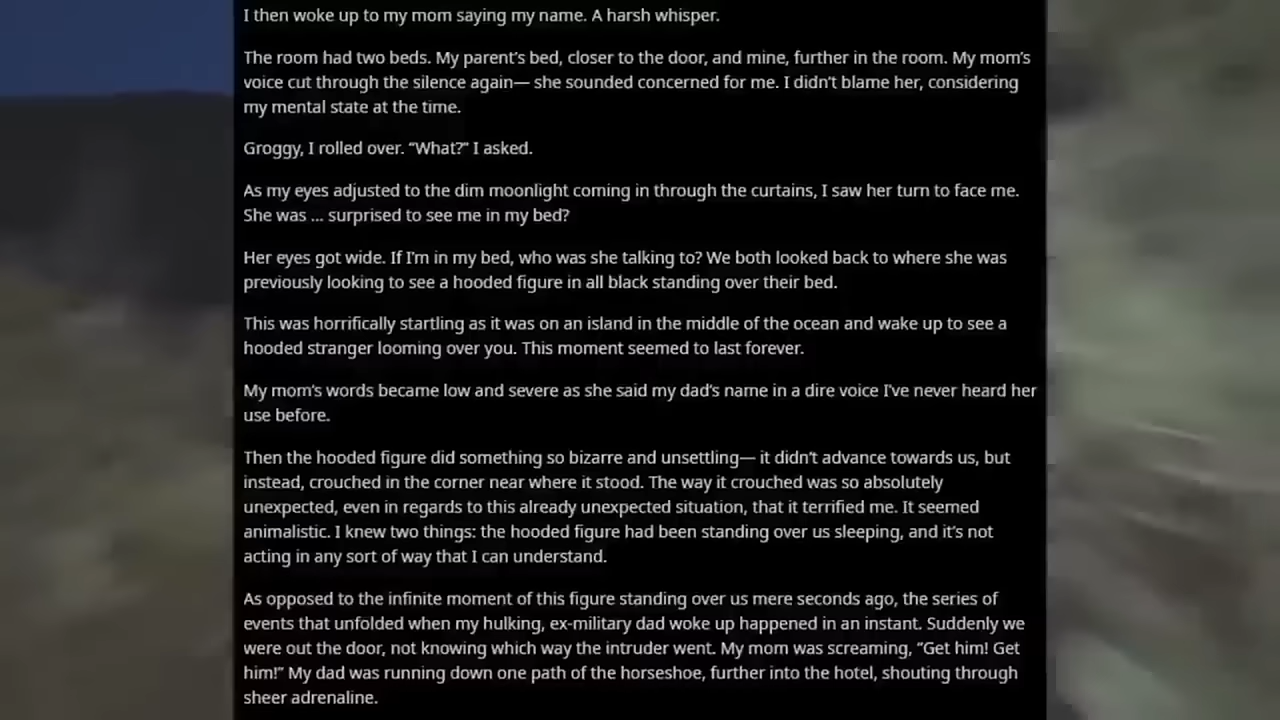 I then woke up to my mom saying my name. A harsh whisper.
The room had two beds. My parent's bed, closer to the door, and mine, further in the room. My mom's
voice cut through the silence again— she sounded concerned for me. I didn't blame her, considering
my mental state at the time.
Groggy, I rolled over. “What?” I asked.
As my eyes adjusted to the dim moonlight coming in through the curtains, I saw her turn to face me.
She was ... surprised to see me in my bed?
Her eyes got wide. If I'm in my bed, who was she talking to? We both looked back to where she was
previously looking to see a hooded figure in all black standing over their bed.
This was horrifically startling as it was on an island in the middle of the ocean and wake up to see a
hooded stranger looming over you. This moment seemed to last forever.
My mom's words became low and severe as she said my dad's name in a dire voice I've never heard her
use before.
Then the hooded figure did something so bizarre and unsettling— it didn't advance towards us, but
instead, crouched in the corner near where it stood. The way it crouched was so absolutely
unexpected, even in regards to this already unexpected situation, that it terrified me. It seemed
animalistic. I knew two things: the hooded figure had been standing over us sleeping, and it's not
acting in any sort of way that I can understand.
As opposed to the infinite moment of this figure standing over us mere seconds ago, the series of
events that unfolded when my hulking, ex-military dad woke up happened in an instant. Suddenly we
were out the door, not knowing which way the intruder went. My mom was screaming, “Get him! Get
him!” My dad was running down one path of the horseshoe, further into the hotel, shouting through
sheer adrenaline.